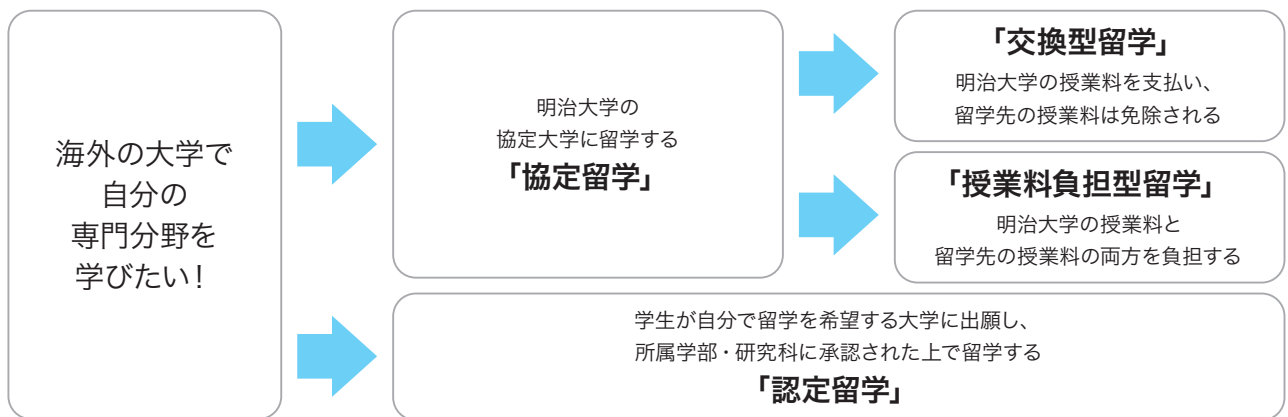 海外の大学で
自分の
専門分野を
学びたい！
明治大学の
協定大学に留学する
「協定留学」
「交換型留学」
明治大学の授業料を支払い、
留学先の授業料は免除される
「授業料負担型留学」
明治大学の授業料と
留学先の授業料の両方を負担する
学生が自分で留学を希望する大学に出願し、
所属学部・研究科に承認された上で留学する
「認定留学」